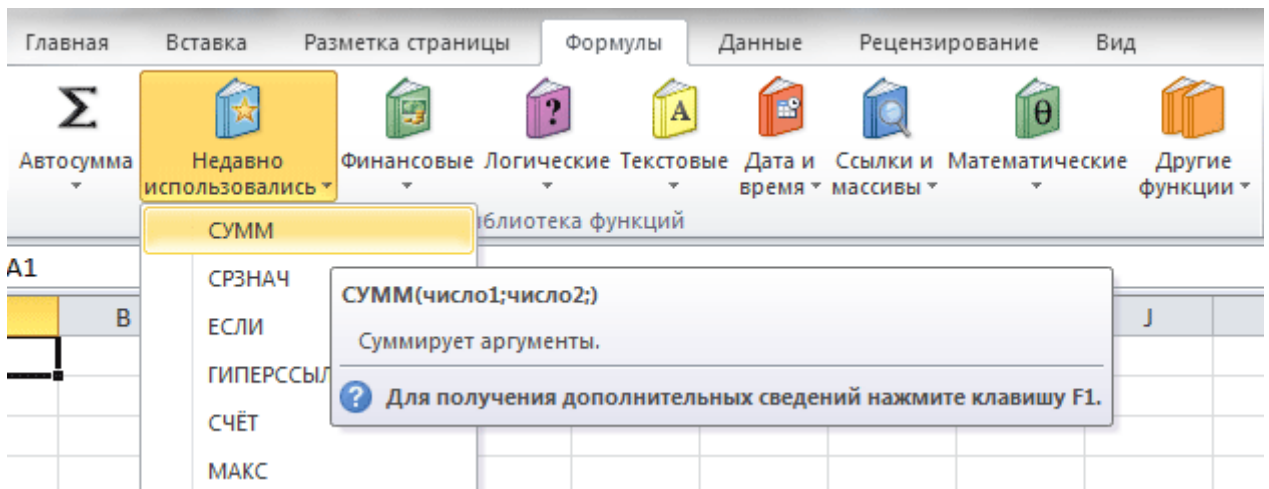 Главная Вставка Разметка страницы Формулы Данные Рецензирование Вид
Автосумма Недавно использовались Финансовые Логические Текстовые Дата и время Ссылки и массивы Математические Другие функции
иблиотека функций
СУММ
A1
СРЗНАЧ
СУММ(число1;число2;)
B
J
ЕСЛИ
Суммирует аргументы.
ГИПЕРССЫЛ
Для получения дополнительных сведений нажмите клавишу F1.
СЧЁТ
МАКС